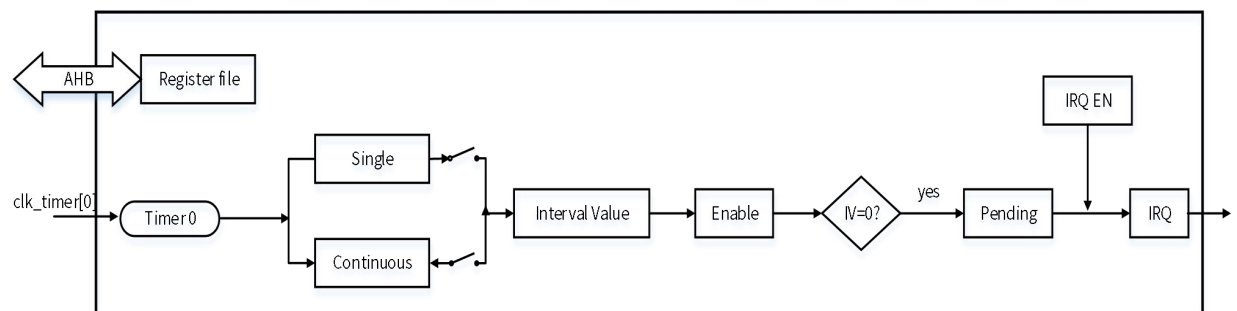 AHB
Register file
IRQ EN
Single
clk_timer[0]
Timer 0
Interval Value
Enable
IV=0?
yes
Pending
IRQ
Continuous